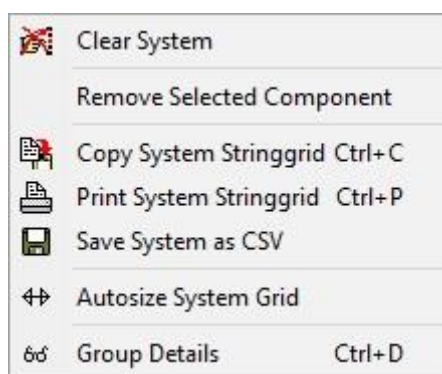 Clear System
Remove Selected Component
Copy System Stringgrid Ctrl+C
Print System Stringgrid Ctrl+P
Save System as CSV
Autosize System Grid
Group Details Ctrl+D